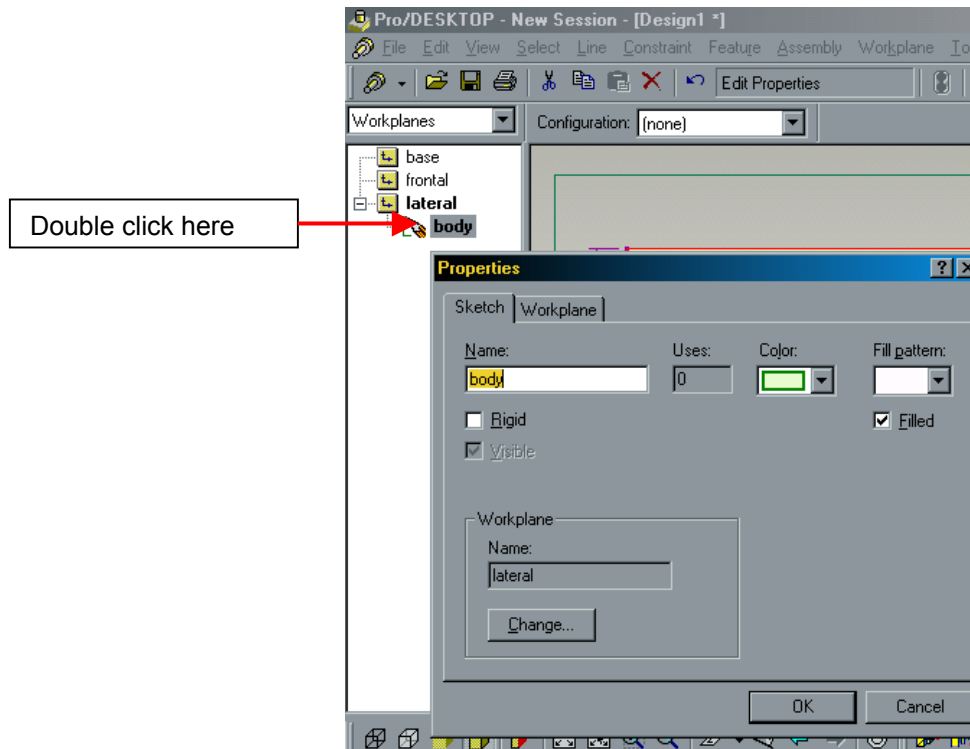 Pro/DESKTOP - New Session - [Design1 *]
File Edit View Select Line Constraint Feature Assembly Workplane To
Edit Properties
Workplanes Configuration: (none)
base
frontal
lateral
body
Double click here
Properties
Sketch Workplane
Name: Uses: Color: Fill pattern:
body 0
Rigid Filled
Visible
Workplane
Name:
lateral
Change...
OK Cancel